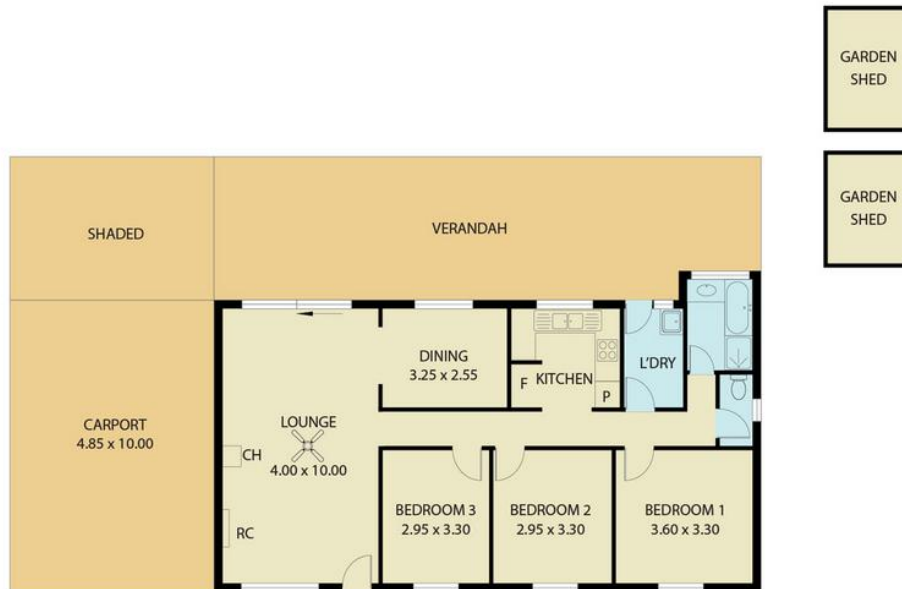 GARDEN
SHED
GARDEN
SHED
SHADED
VERANDAH
DINING
3.25 x 2.55
F
KITCHEN
P
L'DRY
CARPORT
4.85 x 10.00
LOUNGE
4.00 x 10.00
CH
RC
BEDROOM 3
2.95 x 3.30
BEDROOM 2
2.95 x 3.30
BEDROOM 1
3.60 x 3.30